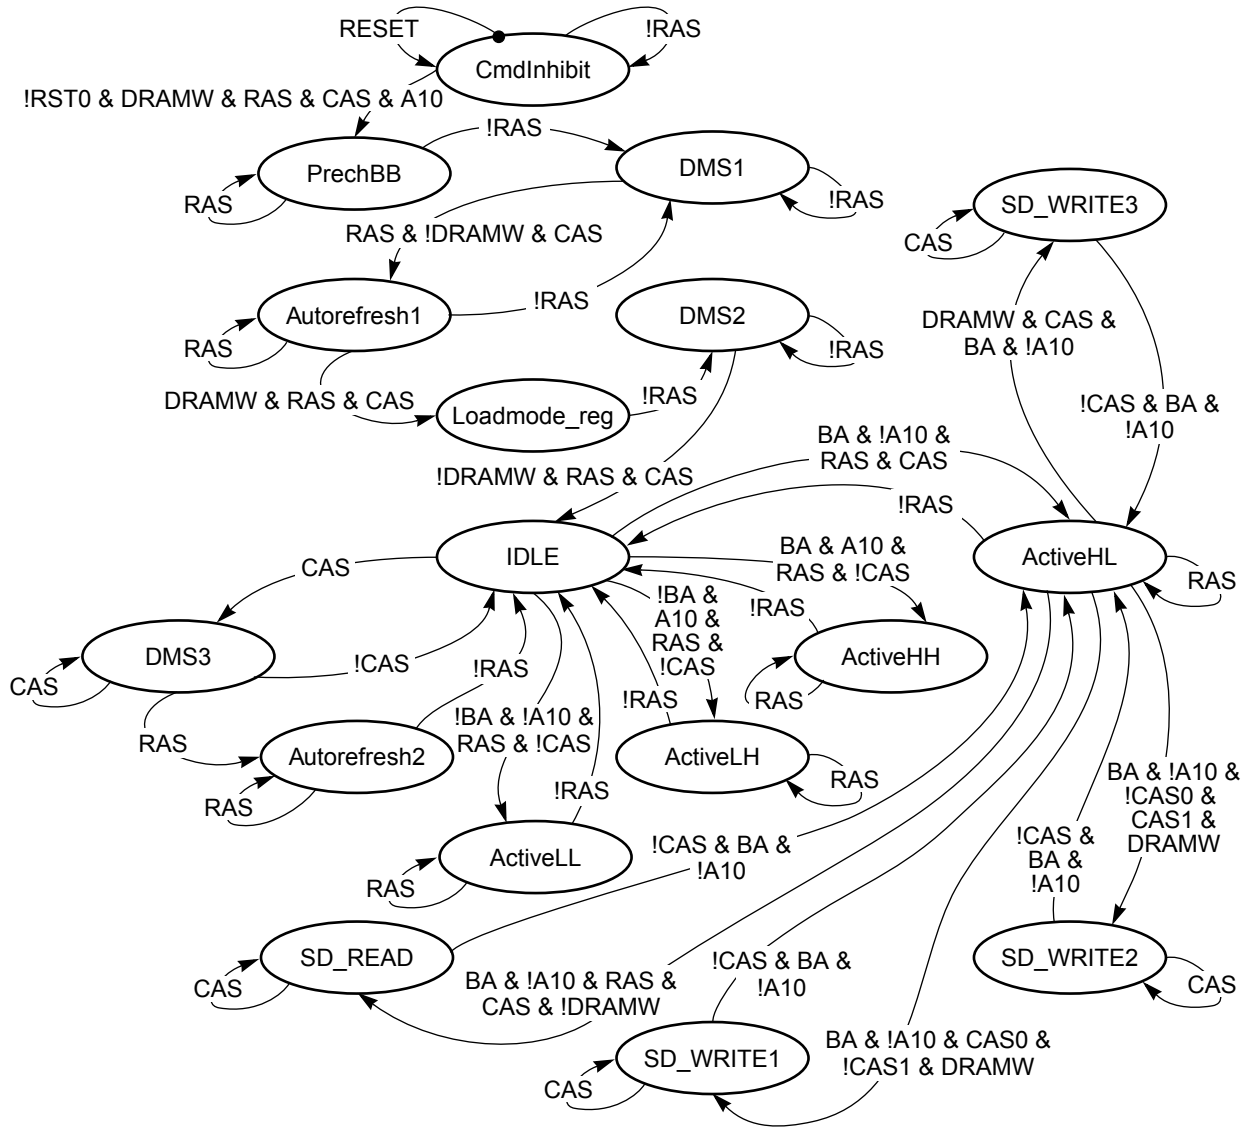 RESET
!RAS
CmdInhibit
!RST0 & DRAMW & RAS & CAS & A10
!RAS
PrechBB
DMS1
RAS
!RAS
SD_WRITE3
RAS & !DRAMW & CAS
CAS
!RAS
Autorefresh1
DMS2
DRAMW & CAS &
BA & !A10
RAS
!RAS
DRAMW & RAS & CAS
!RAS
Loadmode_reg
!CAS & BA &
!A10
BA & !A10 &
RAS & CAS
!DRAMW & RAS & CAS
!RAS
IDLE
BA & A10 &
RAS & !CAS
ActiveHL
CAS
RAS
!BA &
A10 &
RAS &
!CAS
!RAS
DMS3
!CAS
!RAS
ActiveHH
CAS
!RAS
RAS
!BA & !A10 &
RAS & !CAS
RAS
Autorefresh2
ActiveLH
RAS
RAS
!RAS
BA & !A10 &
!CAS0 &
CAS1 &
DRAMW
!CAS & BA &
!A10
!CAS &
BA &
!A10
ActiveLL
RAS
SD_READ
SD_WRITE2
CAS
BA & !A10 & RAS &
CAS & !DRAMW
!CAS & BA &
!A10
CAS
BA & !A10 & CAS0 &
!CAS1 & DRAMW
SD_WRITE1
CAS